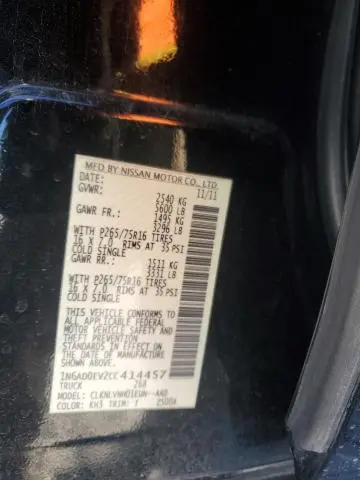 MFD BY NISSAN MOTOR CO., LTD.
DATE: 11/11
GVWR: 2540 KG
5600 LB
GAWR FR.: 1495 KG
3296 LB
WITH P265/75R16 TIRES
16 X 7.0 RIMS AT 35 PSI
COLD SINGLE
GAWR RR.: 1511 KG
3331 LB
WITH P265/75R16 TIRES
16 X 7.0 RIMS AT 35 PSI
COLD SINGLE
THIS VEHICLE CONFORMS TO
ALL APPLICABLE FEDERAL
MOTOR VEHICLE SAFETY AND
THEFT PREVENTION
STANDARDS IN EFFECT ON
THE DATE OF MANUFACTURE
SHOWN ABOVE.
1N6AD0EV2CC414457
TRUCK 268
MODEL:
COLOR: KH3 TRIM: